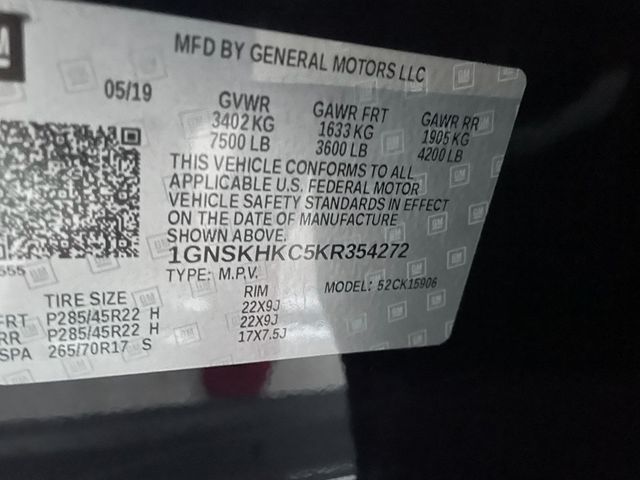 GM
MFD BY GENERAL MOTORS LLC
05/19
GVWR GAWR FRT GAWR RR
3402 KG 1633 KG 1905 KG
7500 LB 3600 LB 4200 LB
THIS VEHICLE CONFORMS TO ALL
APPLICABLE U.S. FEDERAL MOTOR
VEHICLE SAFETY STANDARDS IN EFFECT
ON THE DATE OF MANUFACTURE
SHOWN ABOVE.
1GNSKHKC5KR354272
TYPE: M.P.V. MODEL: 52CK15906
555
TIRE SIZE RIM
FRT P285/45R22 H 22X9J
RR P285/45R22 H 22X9J
SPA 265/70R17 S 17X7.5J